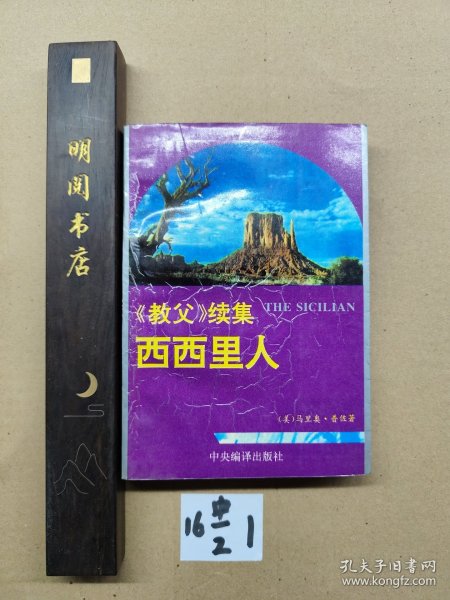 明阅书店
《教父》续集
THE SICILIAN
西西里人
(美)马里奥·普佐著
中央编译出版社
16 中/2 1
孔夫子旧书网
www.kongfz.com